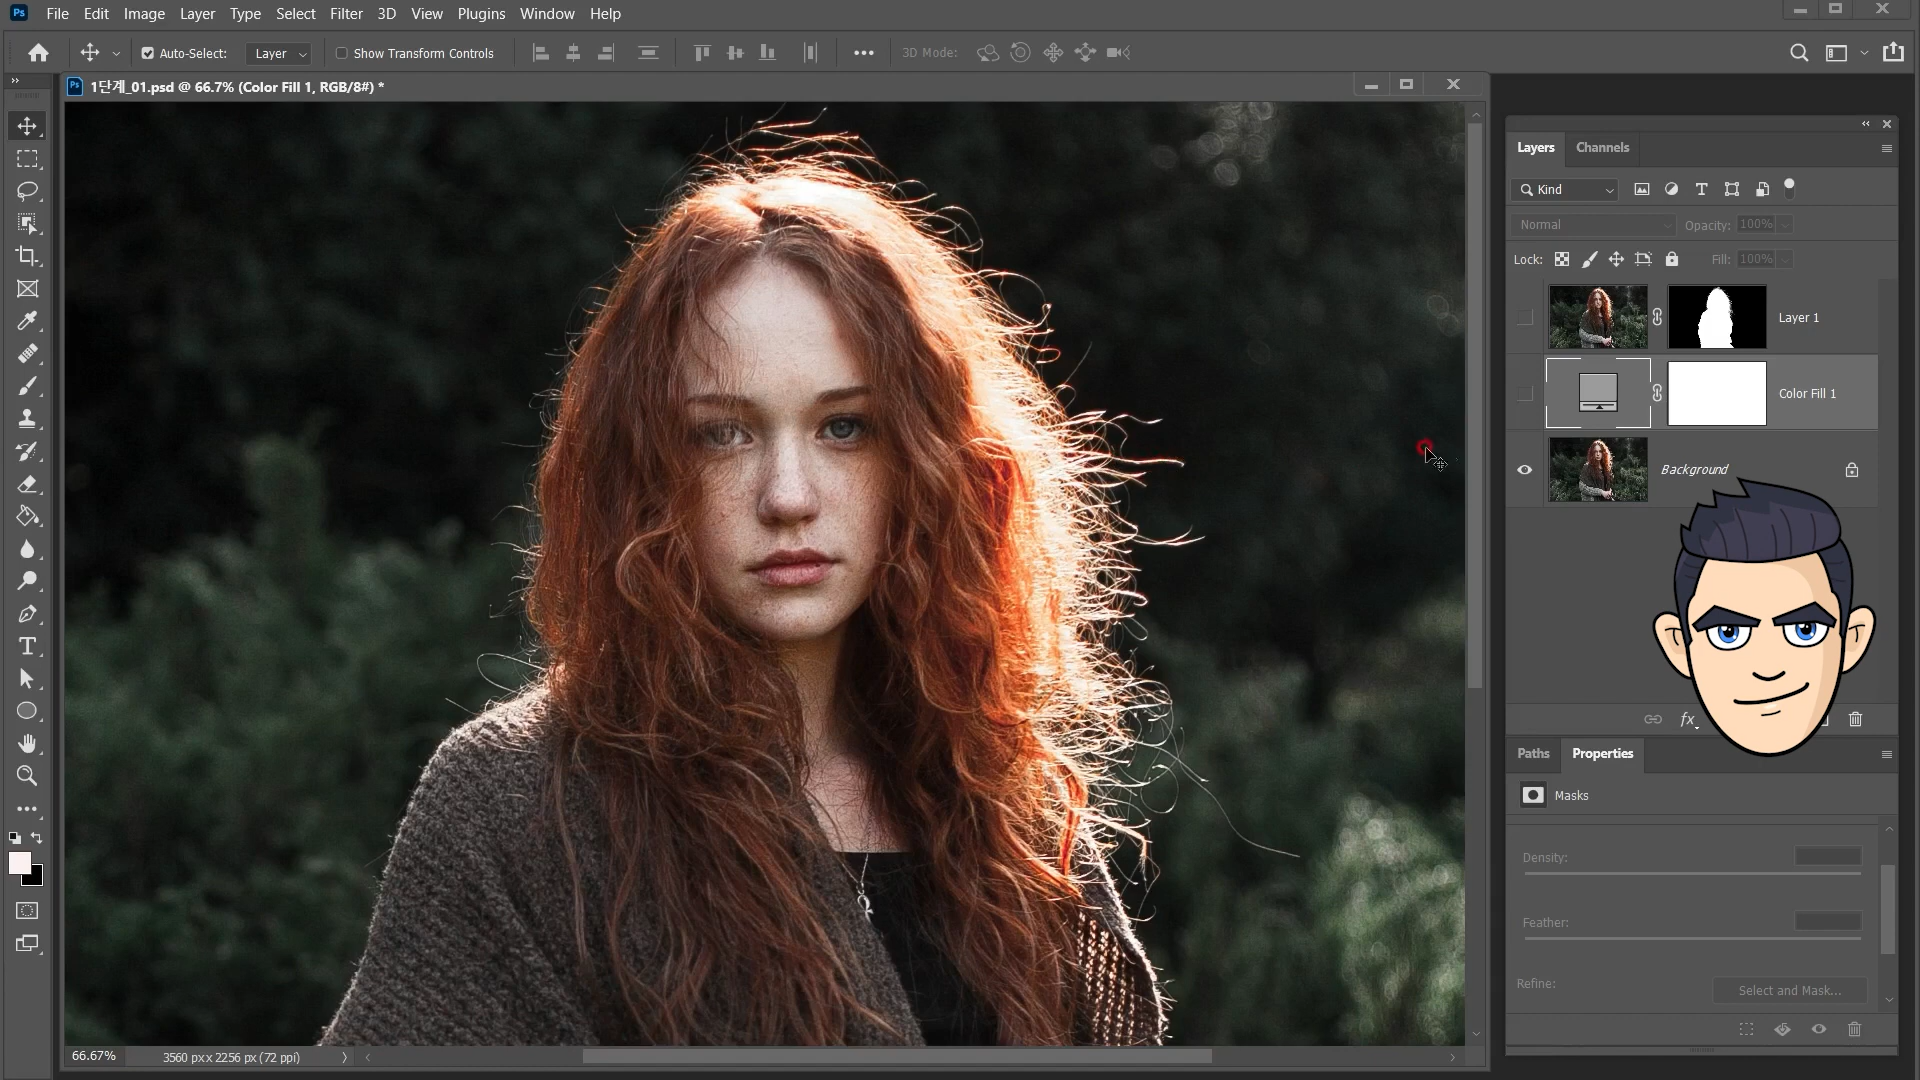 Ps File Edit Image Layer Type Select Filter 3D View Plugins Window Help
Auto-Select: Layer Show Transform Controls 3D Mode:
Ps 1단계_01.psd @ 66.7% (Color Fill 1, RGB/8#) *
Layers Channels
Kind
Normal Opacity: 100%
Lock: Fill: 100%
Layer 1
Color Fill 1
Background
fx
Paths Properties
Masks
Density:
Feather:
Refine: Select and Mask...
66.67% 3560 px x 2256 px (72 ppi)